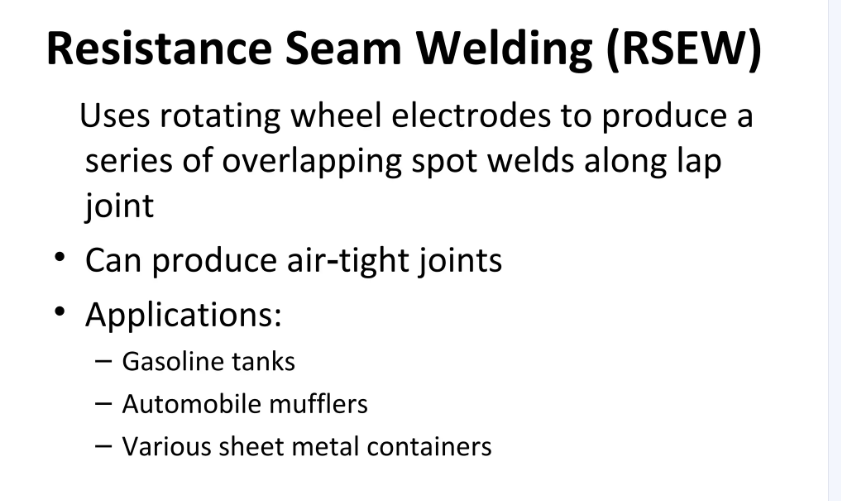 Resistance Seam Welding (RSEW)
Uses rotating wheel electrodes to produce a
series of overlapping spot welds along lap
joint
• Can produce air-tight joints
• Applications:
– Gasoline tanks
– Automobile mufflers
– Various sheet metal containers